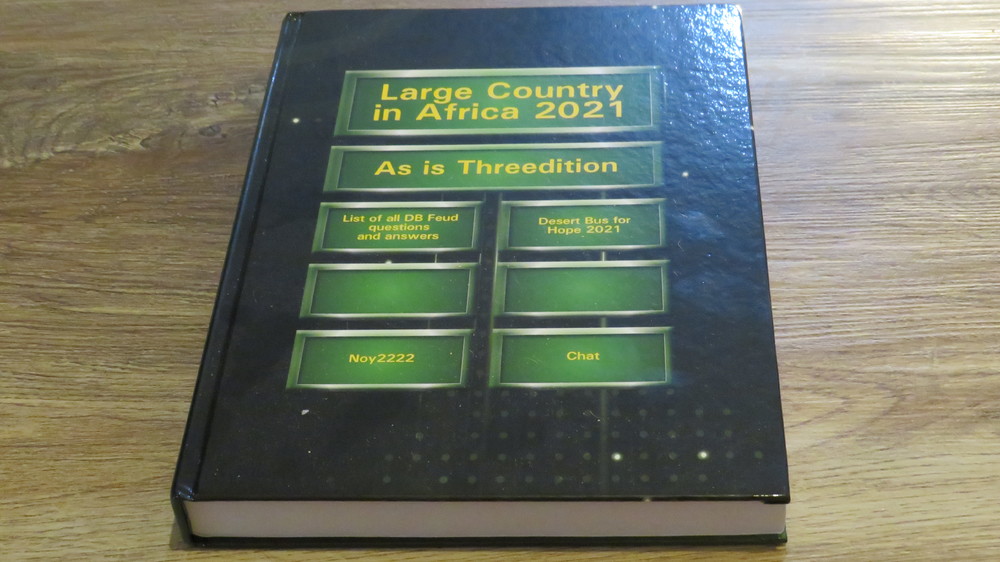 Large Country
in Africa 2021
As is Threedition
List of all DB Feud
questions
and answers
Desert Bus for
Hope 2021
Noy2222
Chat